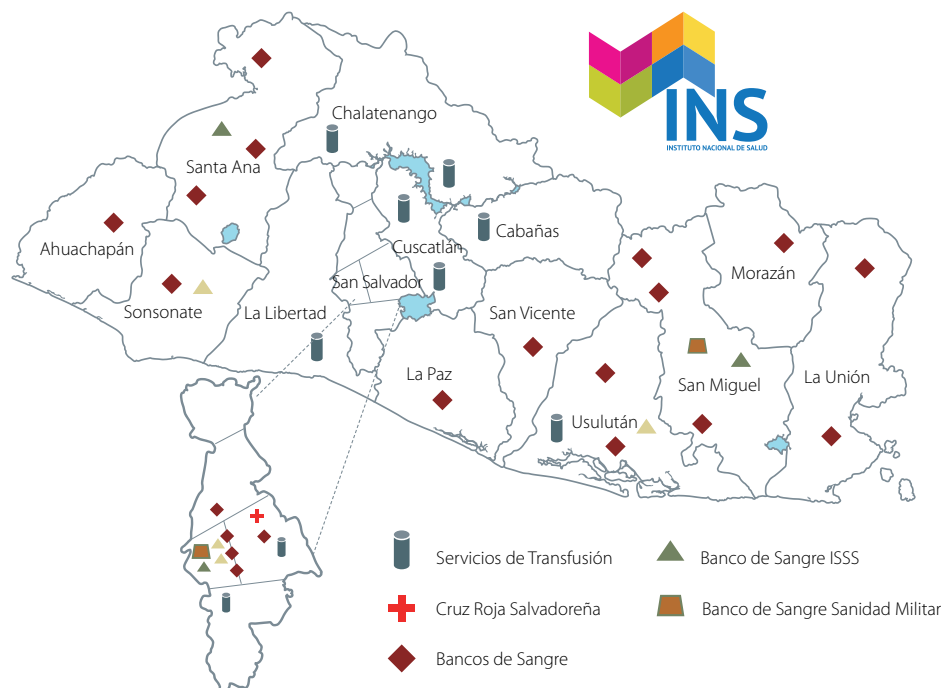 INS
INSTITUTO NACIONAL DE SALUD
Chalatenango
Santa Ana
Ahuachapán
Cabañas
Cuscatlán
Morazán
San Salvador
Sonsonate
La Libertad
San Vicente
La Paz
San Miguel
La Unión
Usulután
Servicios de Transfusión
Banco de Sangre ISSS
Cruz Roja Salvadoreña
Banco de Sangre Sanidad Militar
Bancos de Sangre